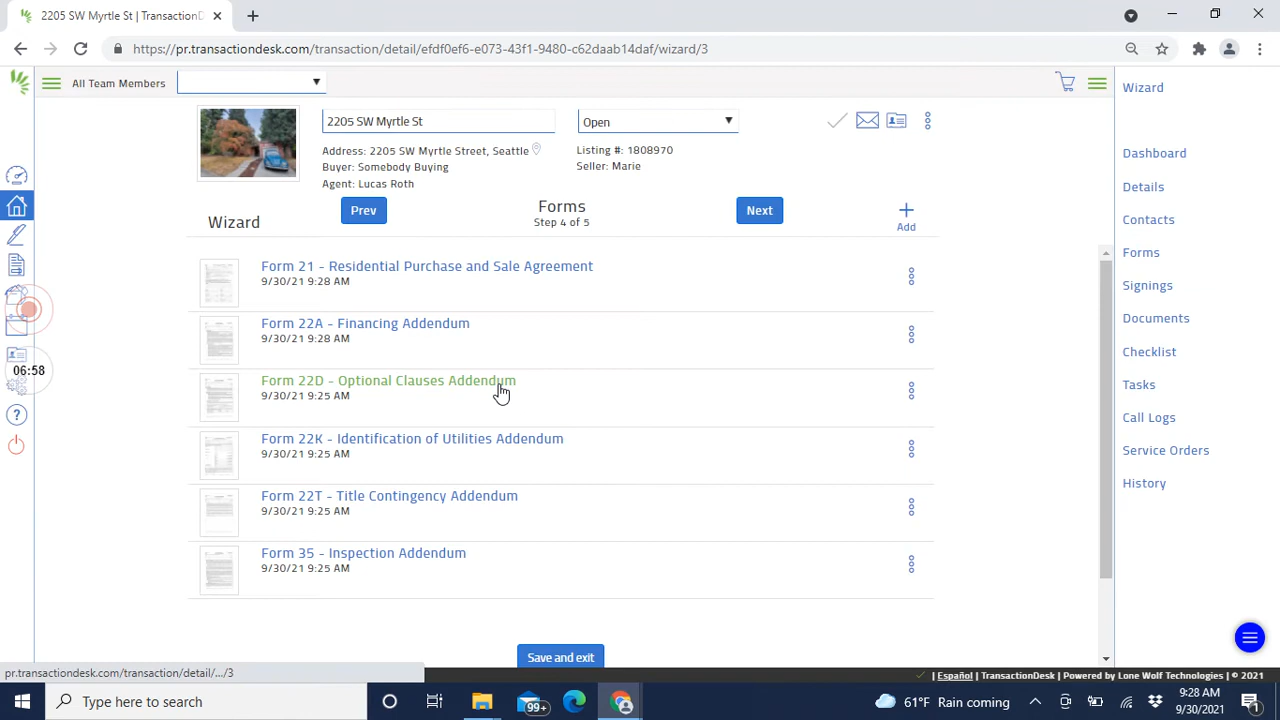 2205 SW Myrtle St | TransactionD
https://pr.transactiondesk.com/transaction/detail/efdf0ef6-e073-43f1-9480-c62daab14daf/wizard/3
All Team Members
2205 SW Myrtle St
Open
Address: 2205 SW Myrtle Street, Seattle
Buyer: Somebody Buying
Agent: Lucas Roth
Listing #: 1808970
Seller: Marie
Wizard
Prev
Forms
Step 4 of 5
Next
Add
Form 21 - Residential Purchase and Sale Agreement
9/30/21 9:28 AM
Form 22A - Financing Addendum
9/30/21 9:28 AM
Form 22D - Optional Clauses Addendum
9/30/21 9:25 AM
Form 22K - Identification of Utilities Addendum
9/30/21 9:25 AM
Form 22T - Title Contingency Addendum
9/30/21 9:25 AM
Form 35 - Inspection Addendum
9/30/21 9:25 AM
Save and exit
Wizard
Dashboard
Details
Contacts
Forms
Signings
Documents
Checklist
Tasks
Call Logs
Service Orders
History
06:58
?
pr.transactiondesk.com/transaction/detail/.../3
| Español | TransactionDesk | Powered by Lone Wolf Technologies | © 2021
Type here to search
99+
61°F Rain coming
9:28 AM
9/30/2021
1